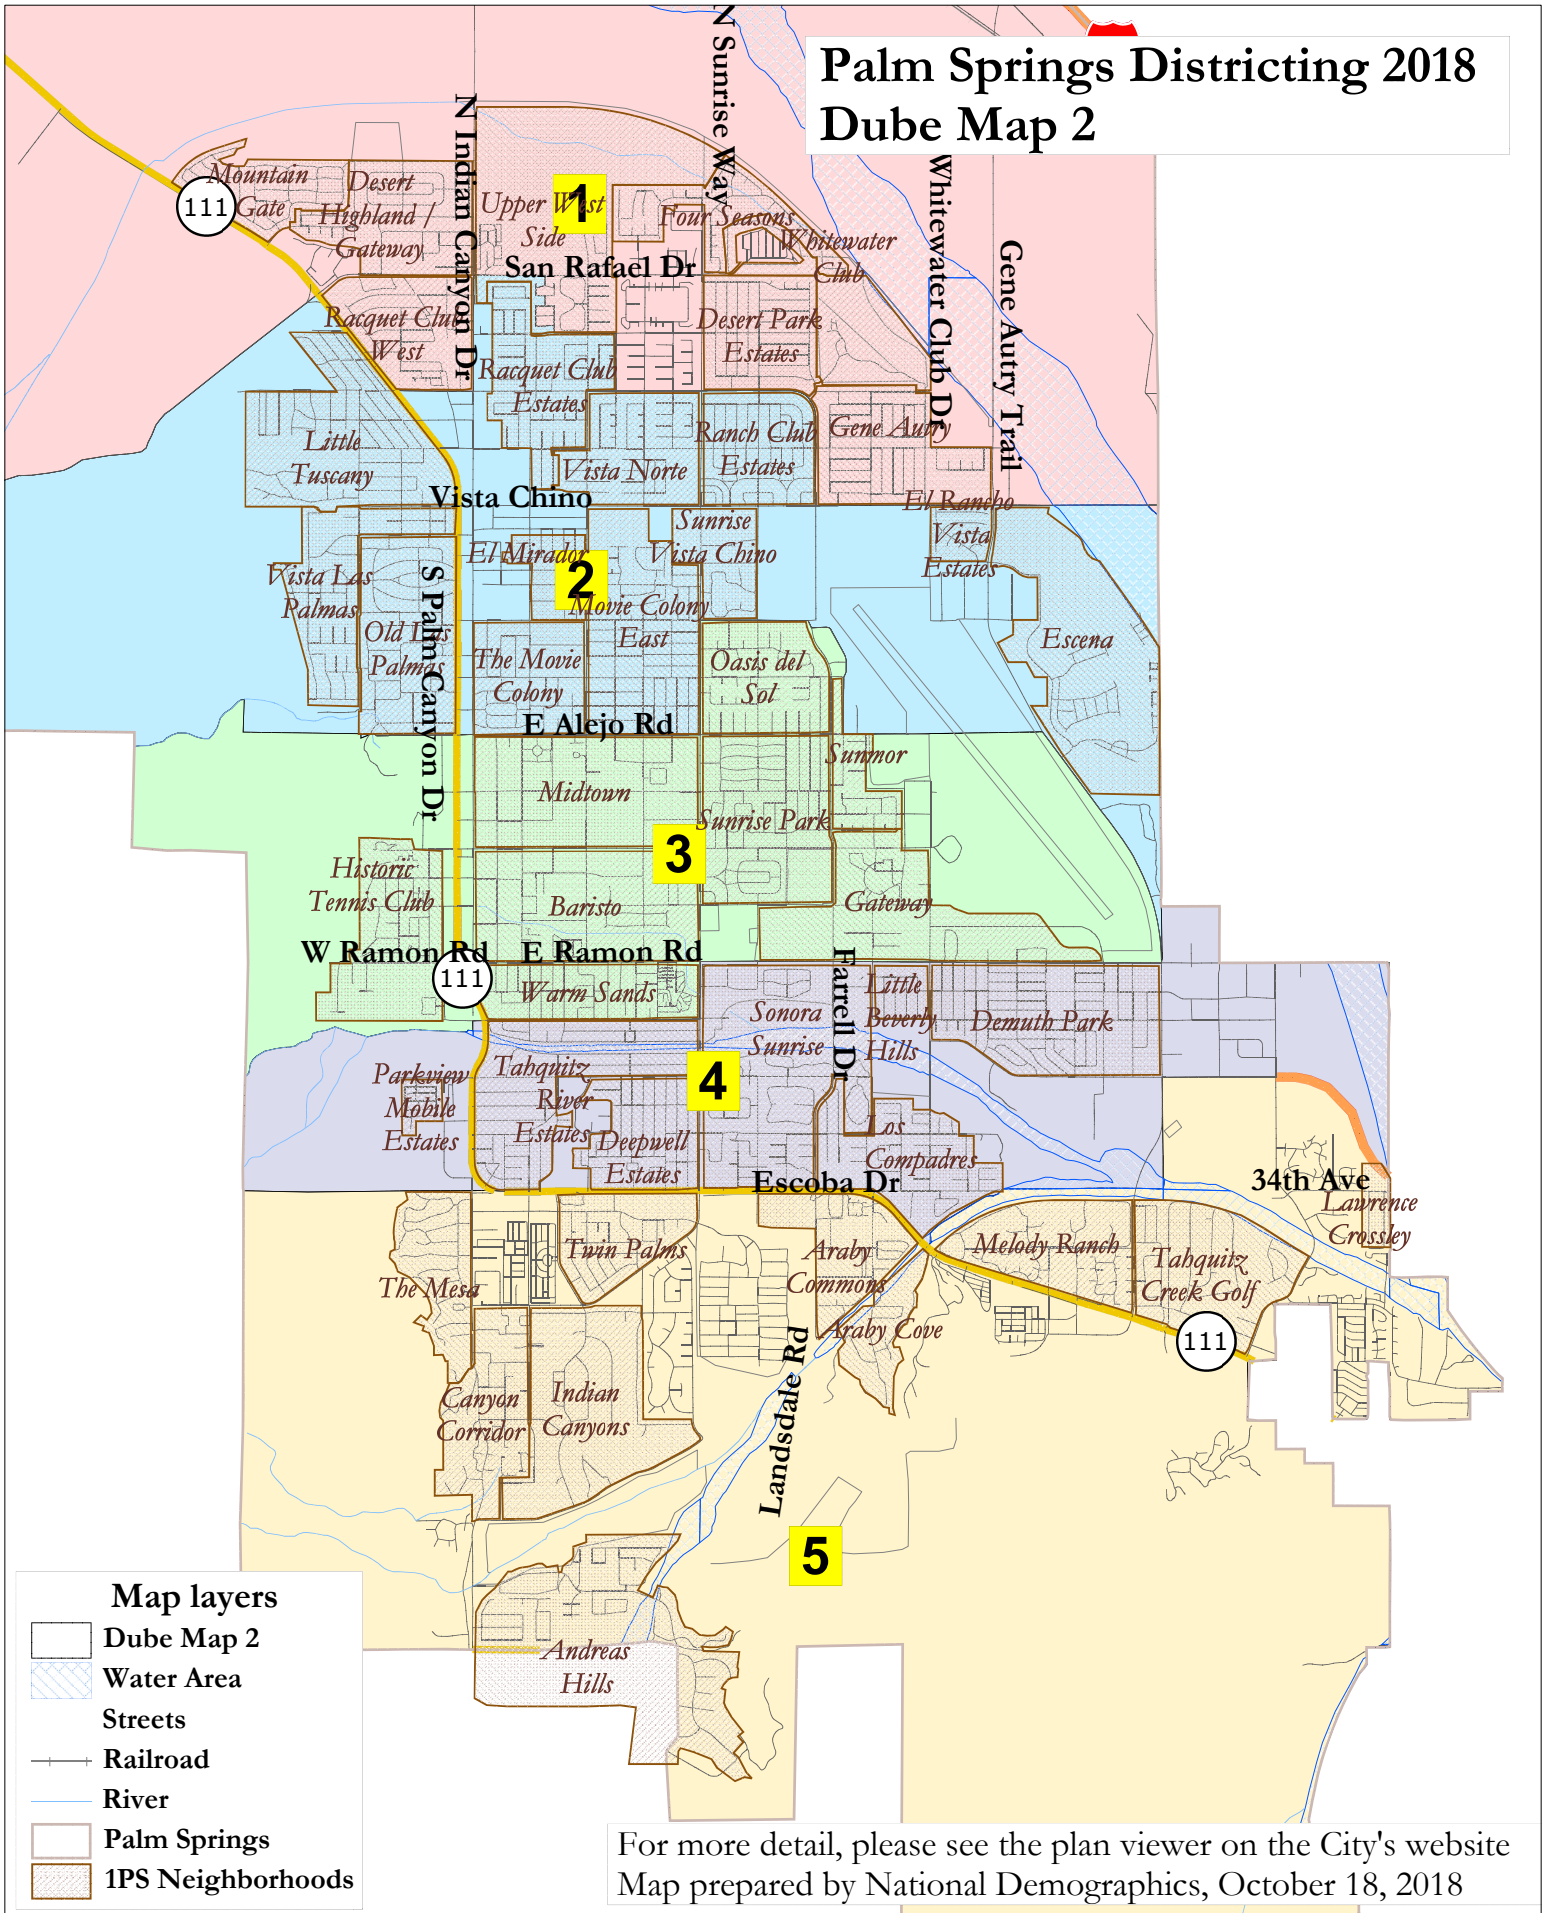 Palm Springs Districting 2018
Dube Map 2
N Sunrise Way
N Indian Canyon Dr
Whitewater Club Dr
Gene Autry Trail
Mountain
Gate
111
Desert
Highland /
Gateway
Upper West
Side
1
Four Seasons
Whitewater
Club
San Rafael Dr
Racquet Club
West
Desert Park
Estates
Racquet Club
Estates
Little
Tuscany
Vista Norte
Ranch Club
Estates
Gene Autry
Vista Chino
El Rancho
Vista
Estates
Sunrise
Vista Chino
El Mirador
2
Vista Las
Palmas
Old Las
Palmas
S Palm Canyon Dr
Movie Colony
East
The Movie
Colony
Oasis del
Sol
Escena
E Alejo Rd
Midtown
Sunmor
Sunrise Park
3
Historic
Tennis Club
Baristo
Gateway
W Ramon Rd
E Ramon Rd
111
Warm Sands
Farrell Dr
Sonora
Sunrise
Little
Beverly
Hills
Demuth Park
Parkview
Mobile
Estates
Tahquitz
River
Estates
4
Deepwell
Estates
Los
Compadres
Escoba Dr
34th Ave
Lawrence
Crossley
The Mesa
Twin Palms
Araby
Commons
Melody Ranch
Tahquitz
Creek Golf
Araby Cove
111
Landsdale Rd
Canyon
Corridor
Indian
Canyons
5
Andreas
Hills
Map layers
Dube Map 2
Water Area
Streets
Railroad
River
Palm Springs
1PS Neighborhoods
For more detail, please see the plan viewer on the City's website
Map prepared by National Demographics, October 18, 2018